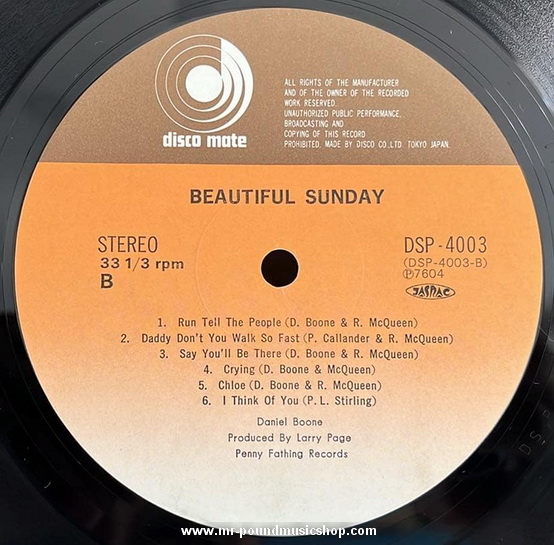 disco mate
ALL RIGHTS OF THE MANUFACTURER
AND OF THE OWNER OF THE RECORDED
WORK RESERVED.
UNAUTHORIZED PUBLIC PERFORMANCE,
BROADCASTING AND
COPYING OF THIS RECORD
PROHIBITED. MADE BY DISCO CO.,LTD. TOKYO JAPAN.
BEAUTIFUL SUNDAY
STEREO
33 1/3 rpm
B
DSP-4003
(DSP-4003-B)
Ⓟ7604
JASRAC
1. Run Tell The People (D. Boone & R. McQueen)
2. Daddy Don't You Walk So Fast (P. Callander & R. McQueen)
3. Say You'll Be There (D. Boone & R. McQueen)
4. Crying (D. Boone & McQueen)
5. Chloe (D. Boone & R. McQueen)
6. I Think Of You (P. L. Stirling)
Daniel Boone
Produced By Larry Page
Penny Fathing Records
www.mr-poundmusicshop.com